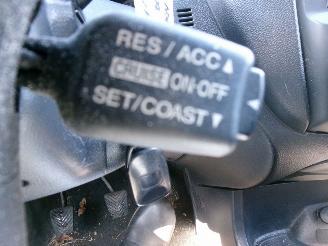 RES/ACC▲
CRUISE ON·OFF
SET/COAST▼